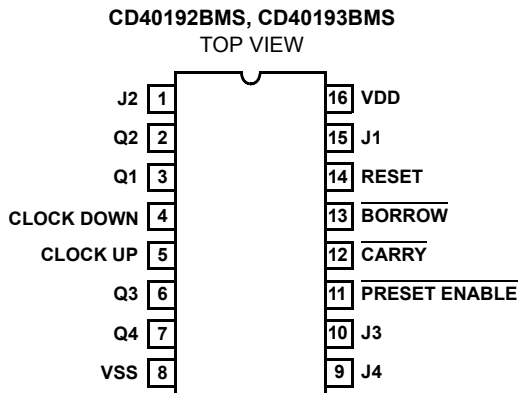 CD40192BMS, CD40193BMS
TOP VIEW
J2 1 16 VDD
Q2 2 15 J1
Q1 3 14 RESET
CLOCK DOWN 4 13 BORROW
CLOCK UP 5 12 CARRY
Q3 6 11 PRESET ENABLE
Q4 7 10 J3
VSS 8 9 J4